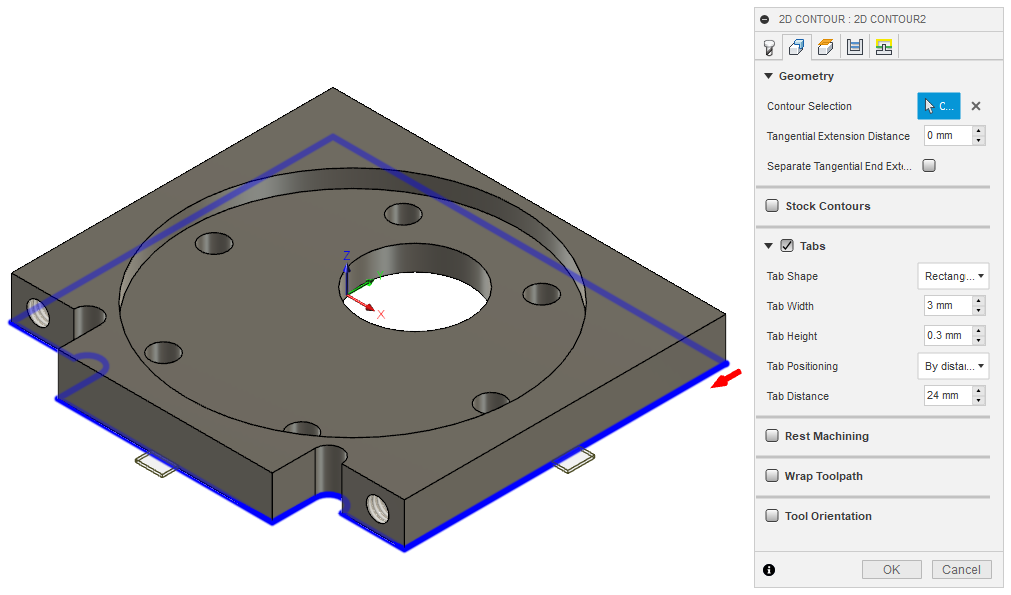 2D CONTOUR : 2D CONTOUR2
Geometry
Contour Selection C...
Tangential Extension Distance 0 mm
Separate Tangential End Exte...
Stock Contours
Tabs
Tab Shape Rectang...
Tab Width 3 mm
Tab Height 0.3 mm
Tab Positioning By distan...
Tab Distance 24 mm
Rest Machining
Wrap Toolpath
Tool Orientation
OK Cancel
Z
X